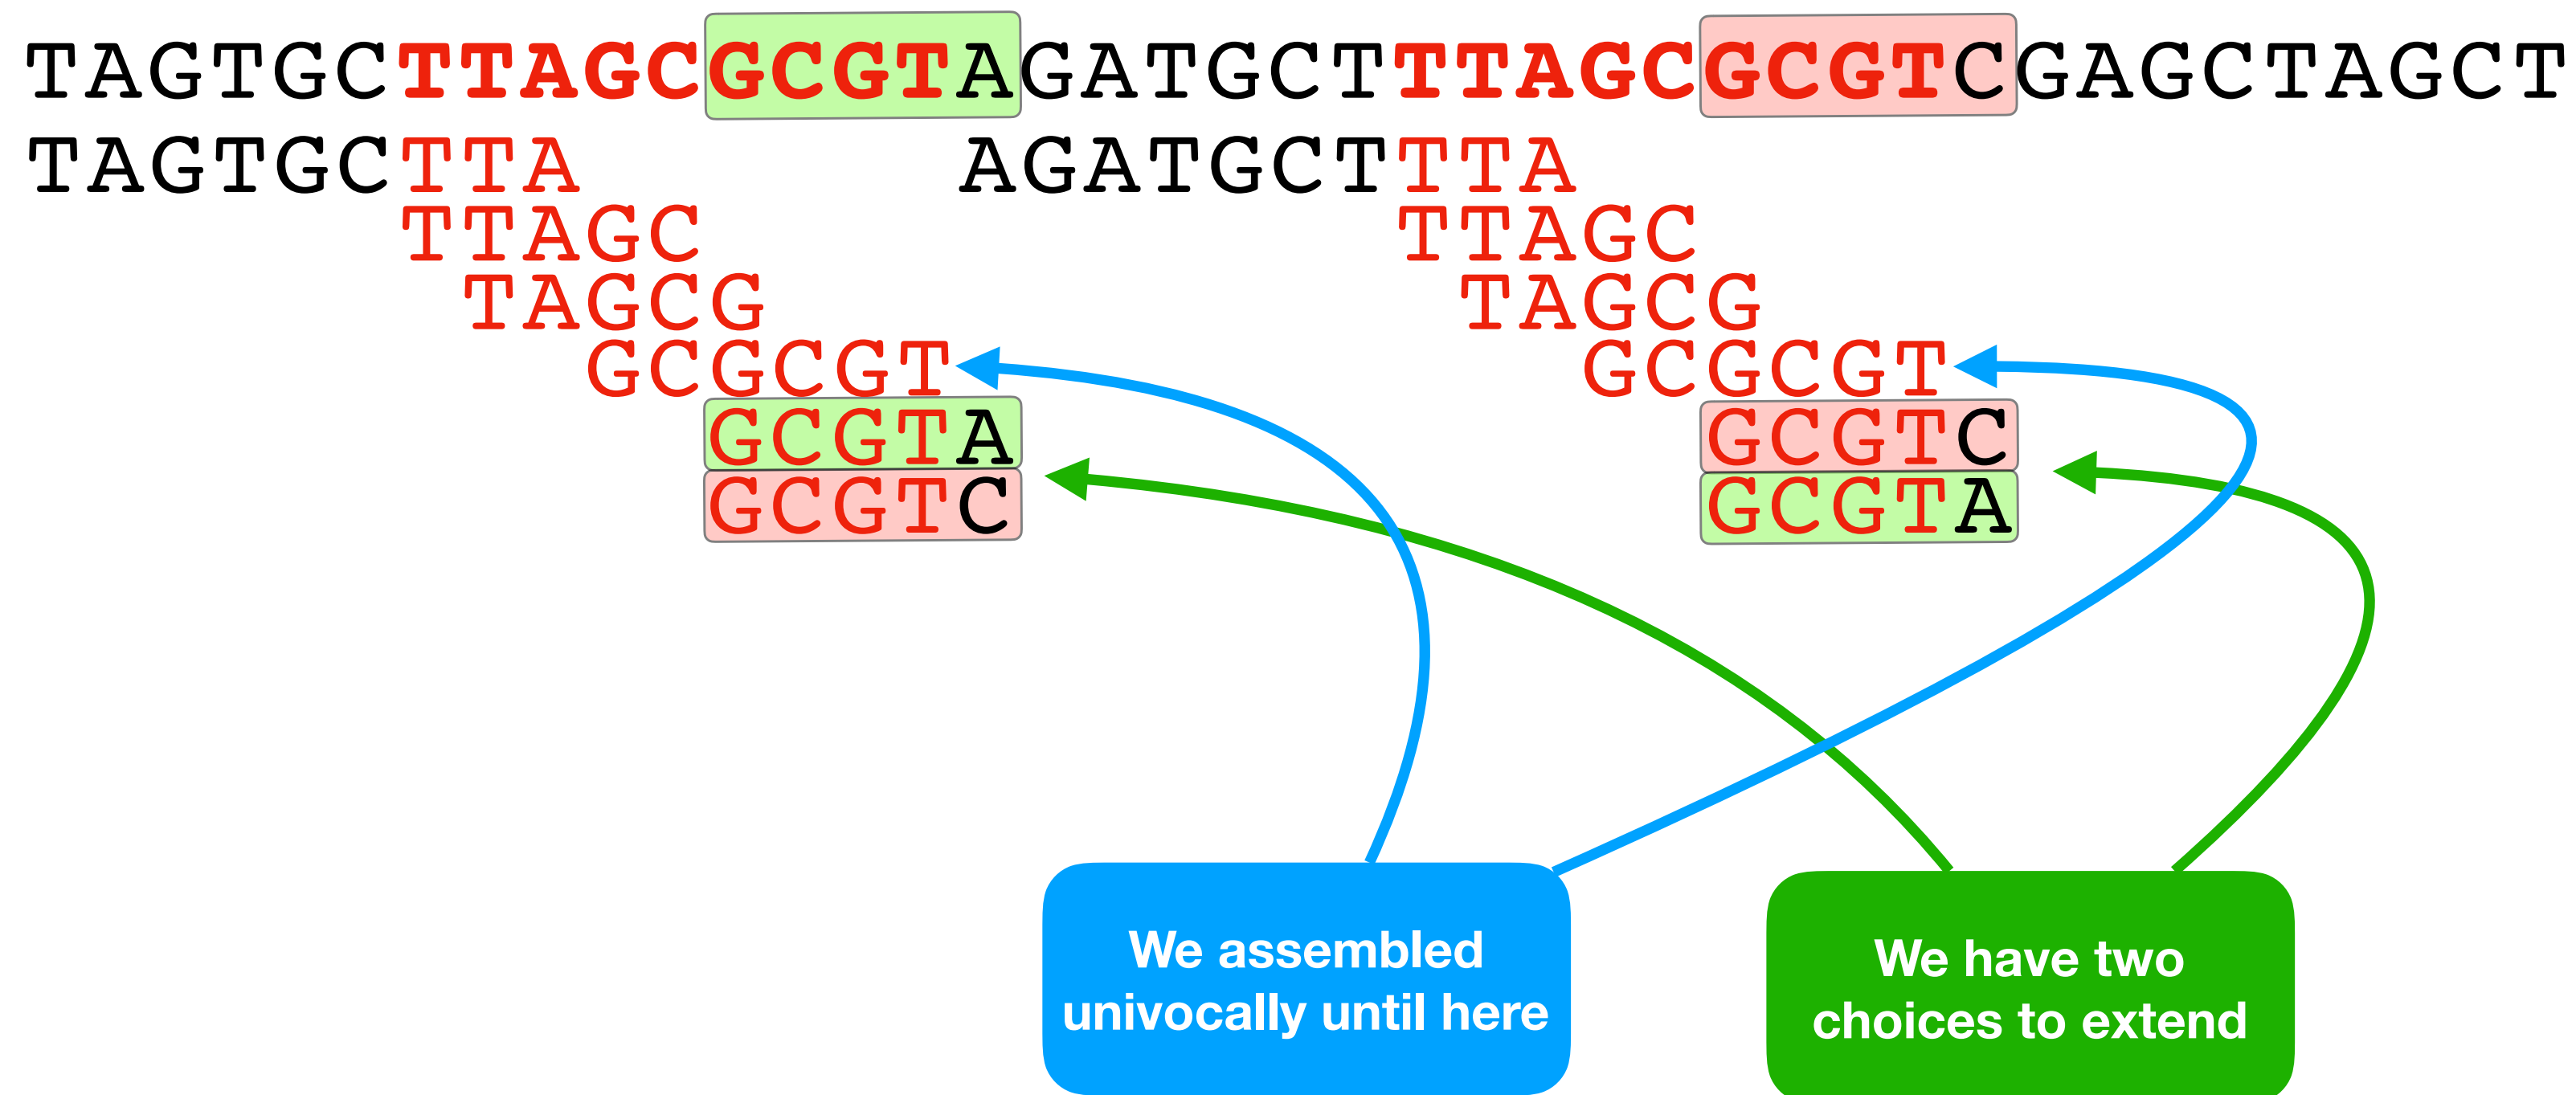 TAGTGCTTAGCGCGTAGATGCTTTAGCGCGTCGAGCTAGCT
TAGTGCTTA AGATGCTTTA
TTAGC TTAGC
TAGCG TAGCG
GCGCGT GCGCGT
GCGTA GCGTC
GCGTC GCGTA
We assembled
univocally until here
We have two
choices to extend